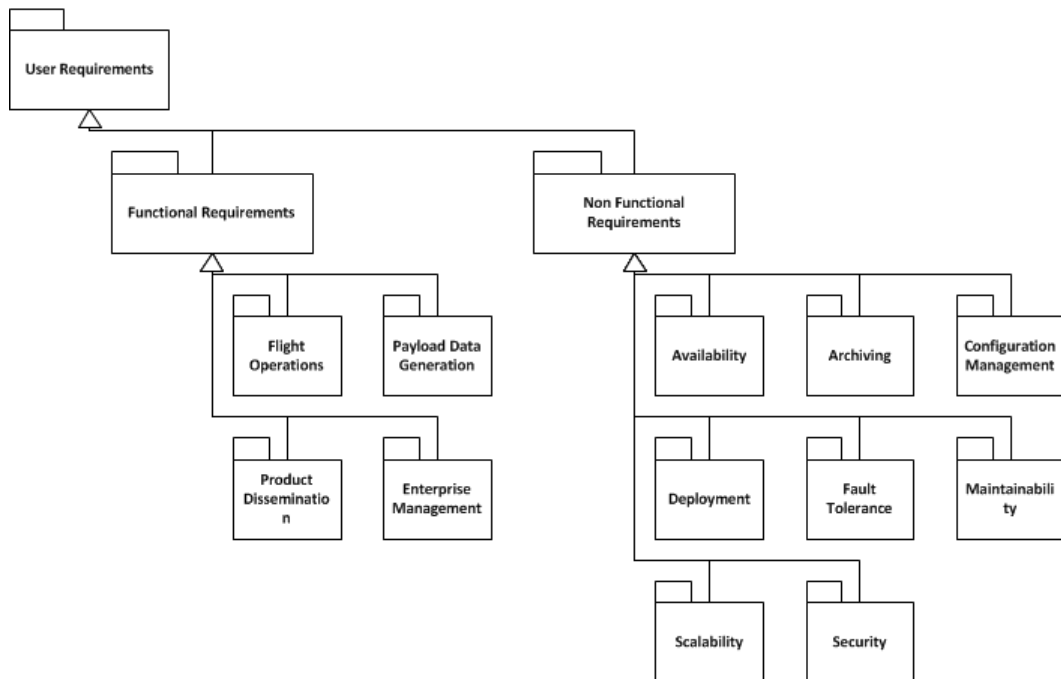 User Requirements
Functional Requirements
Non Functional
Requirements
Flight
Operations
Payload Data
Generation
Availability
Archiving
Configuration
Management
Product
Disseminatio
n
Enterprise
Management
Deployment
Fault
Tolerance
Maintainabili
ty
Scalability
Security